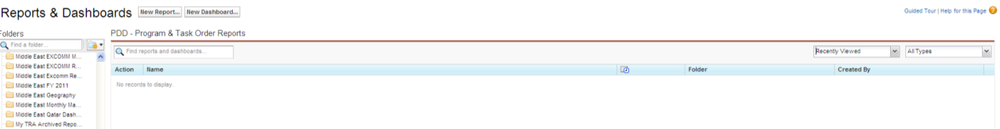 Reports & Dashboards New Report... New Dashboard...
Guided Tour | Help for this Page
Folders
Find a folder...
Middle East EXCOMM M...
Middle East EXCOMM R...
Middle East Excomm Re...
Middle East FY 2011
Middle East Geography
Middle East Monthly Ma...
Middle East Qatar Dash...
My TRA Archived Repo...
PDD - Program & Task Order Reports
Find reports and dashboards...
Recently Viewed All Types
Action Name Folder Created By
No records to display.